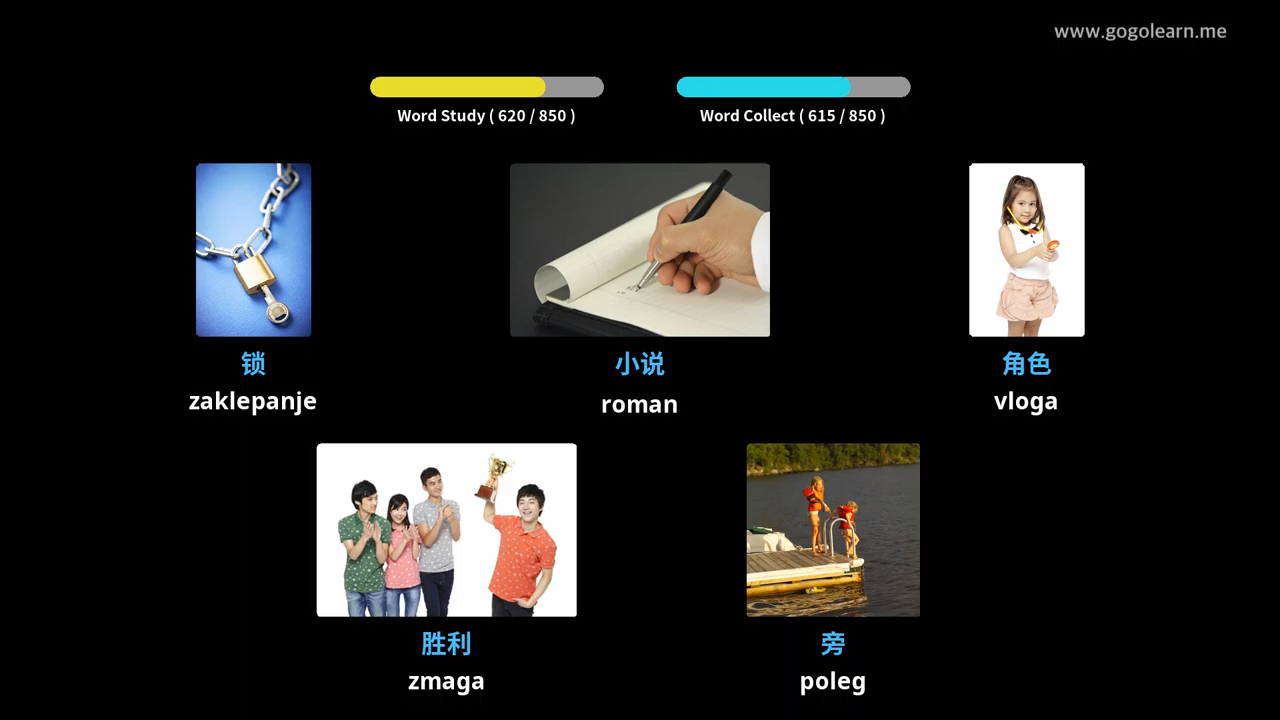 www.gogolearn.me
Word Study ( 620 / 850 )
Word Collect ( 615 / 850 )
锁
zaklepanje
小说
roman
角色
vloga
胜利
zmaga
旁
poleg